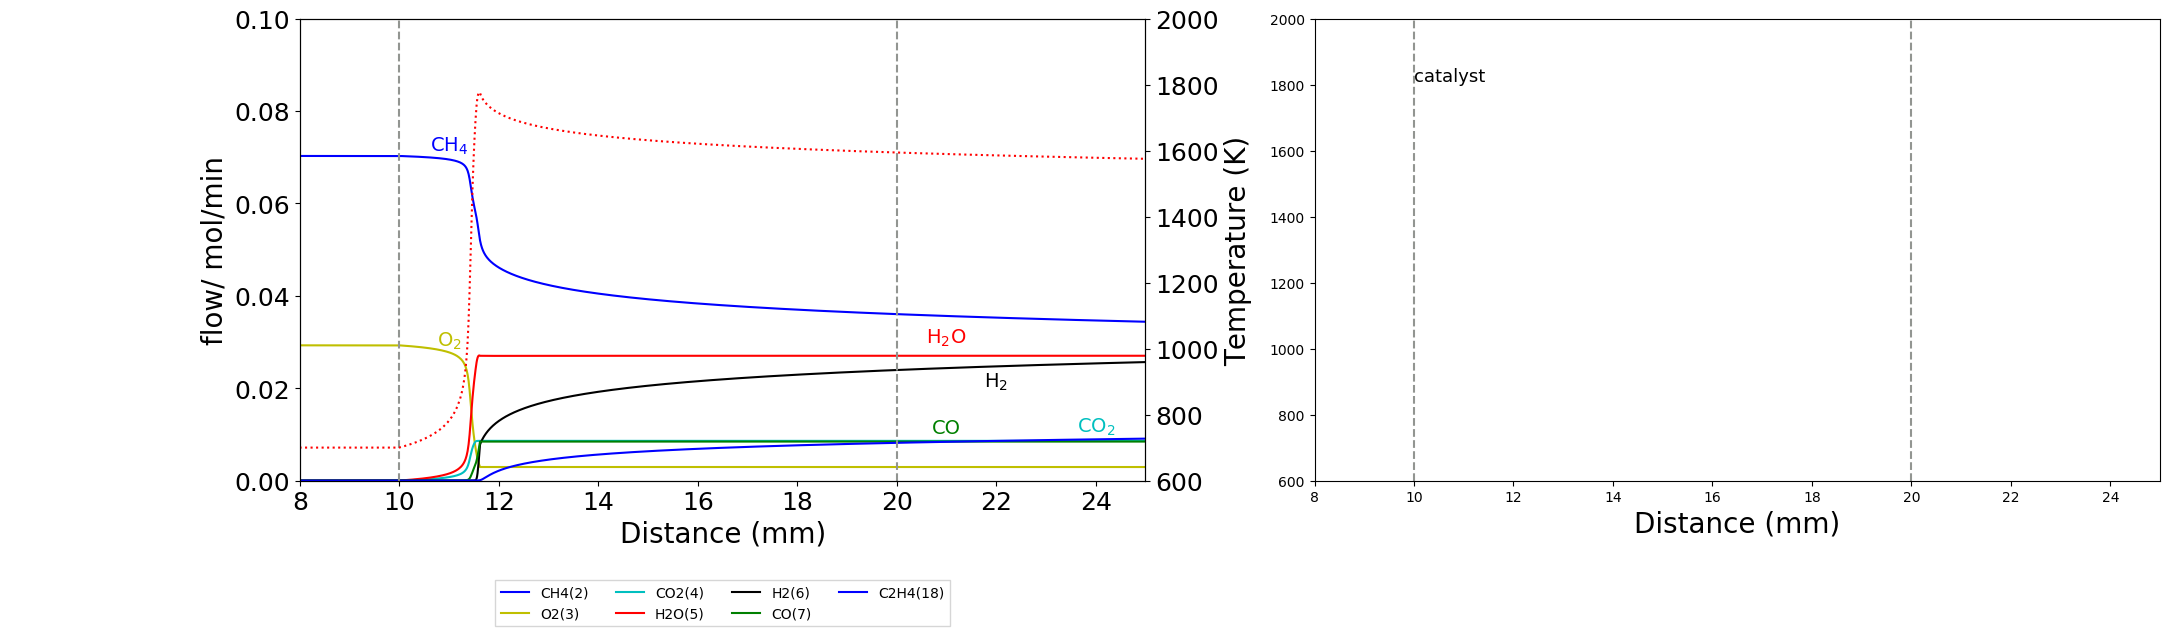 flow/ mol/min
0.10
0.08
0.06
0.04
0.02
0.00
CH₄
O₂
H₂O
H₂
CO
CO₂
8 10 12 14 16 18 20 22 24
Distance (mm)
2000
1800
1600
1400
1200
1000
800
600
Temperature (K)
CH4(2) CO2(4) H2(6) C2H4(18)
O2(3) H2O(5) CO(7)
2000
1800
1600
1400
1200
1000
800
600
catalyst
8 10 12 14 16 18 20 22 24
Distance (mm)